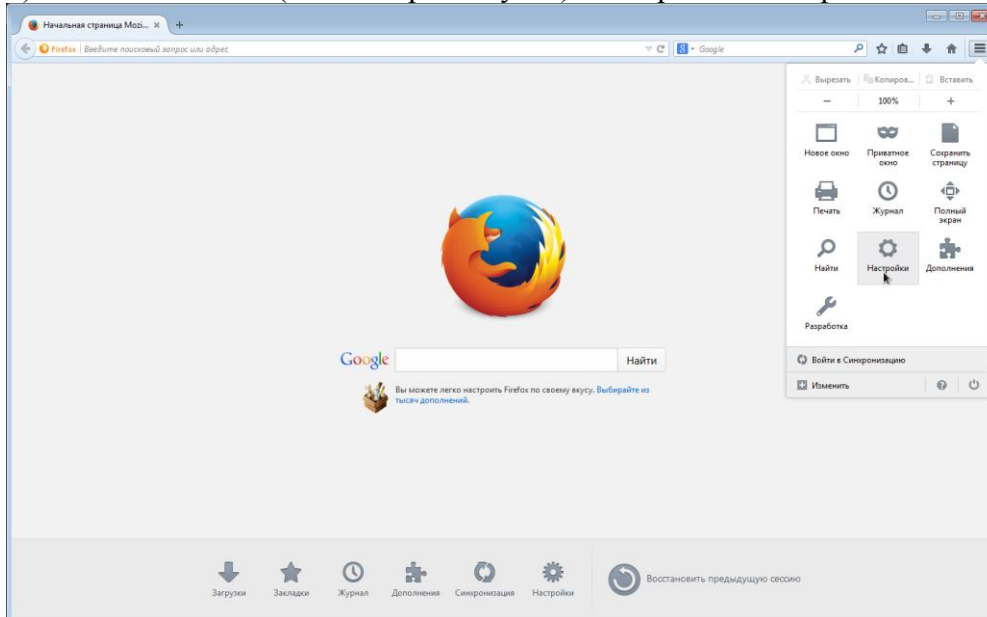 Начальная страница Mozi... × +
Firefox Введите поисковый запрос или адрес Google
Вырезать Копиров... Вставить
− 100% +
Новое окно Приватное окно Сохранить страницу
Печать Журнал Полный экран
Найти Настройки Дополнения
Разработка
Войти в Синхронизацию
Изменить
Google Найти
Вы можете легко настроить Firefox по своему вкусу. Выбирайте из
тысяч дополнений.
Загрузки Закладки Журнал Дополнения Синхронизация Настройки Восстановить предыдущую сессию